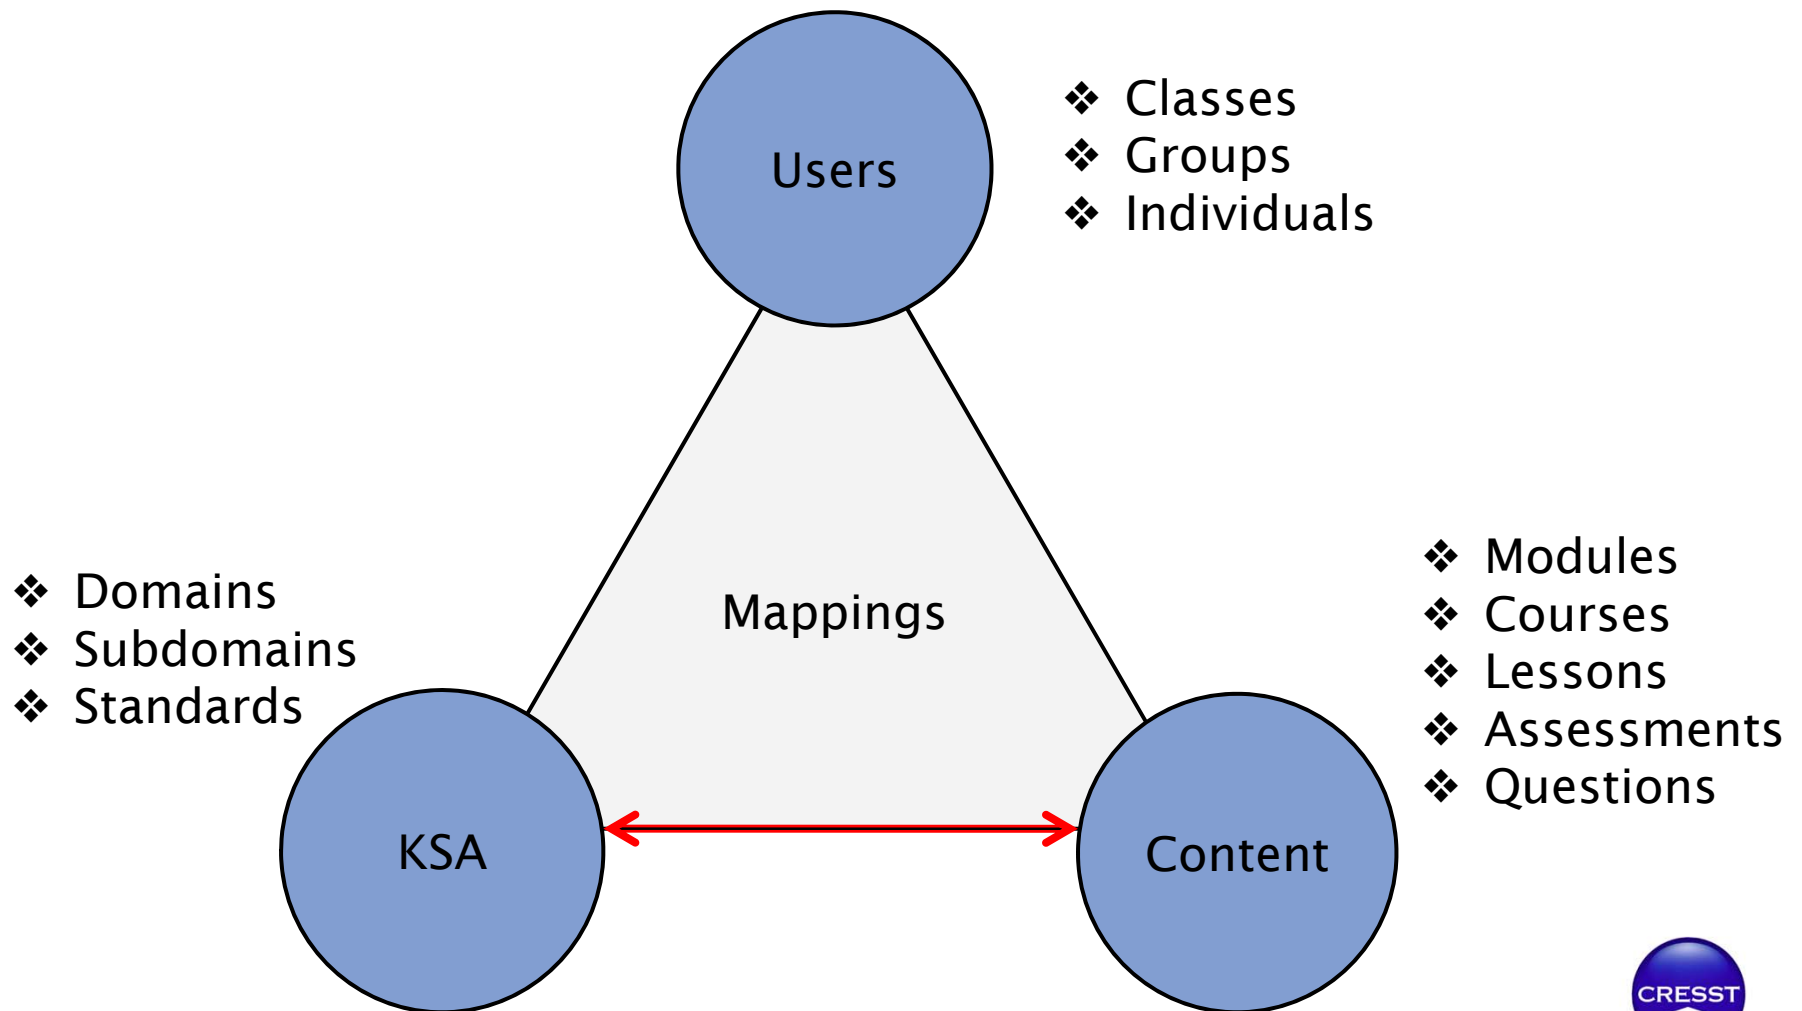 Users
❖ Classes
❖ Groups
❖ Individuals
Mappings
❖ Domains
❖ Subdomains
❖ Standards
❖ Modules
❖ Courses
❖ Lessons
❖ Assessments
❖ Questions
KSA
Content
CRESST